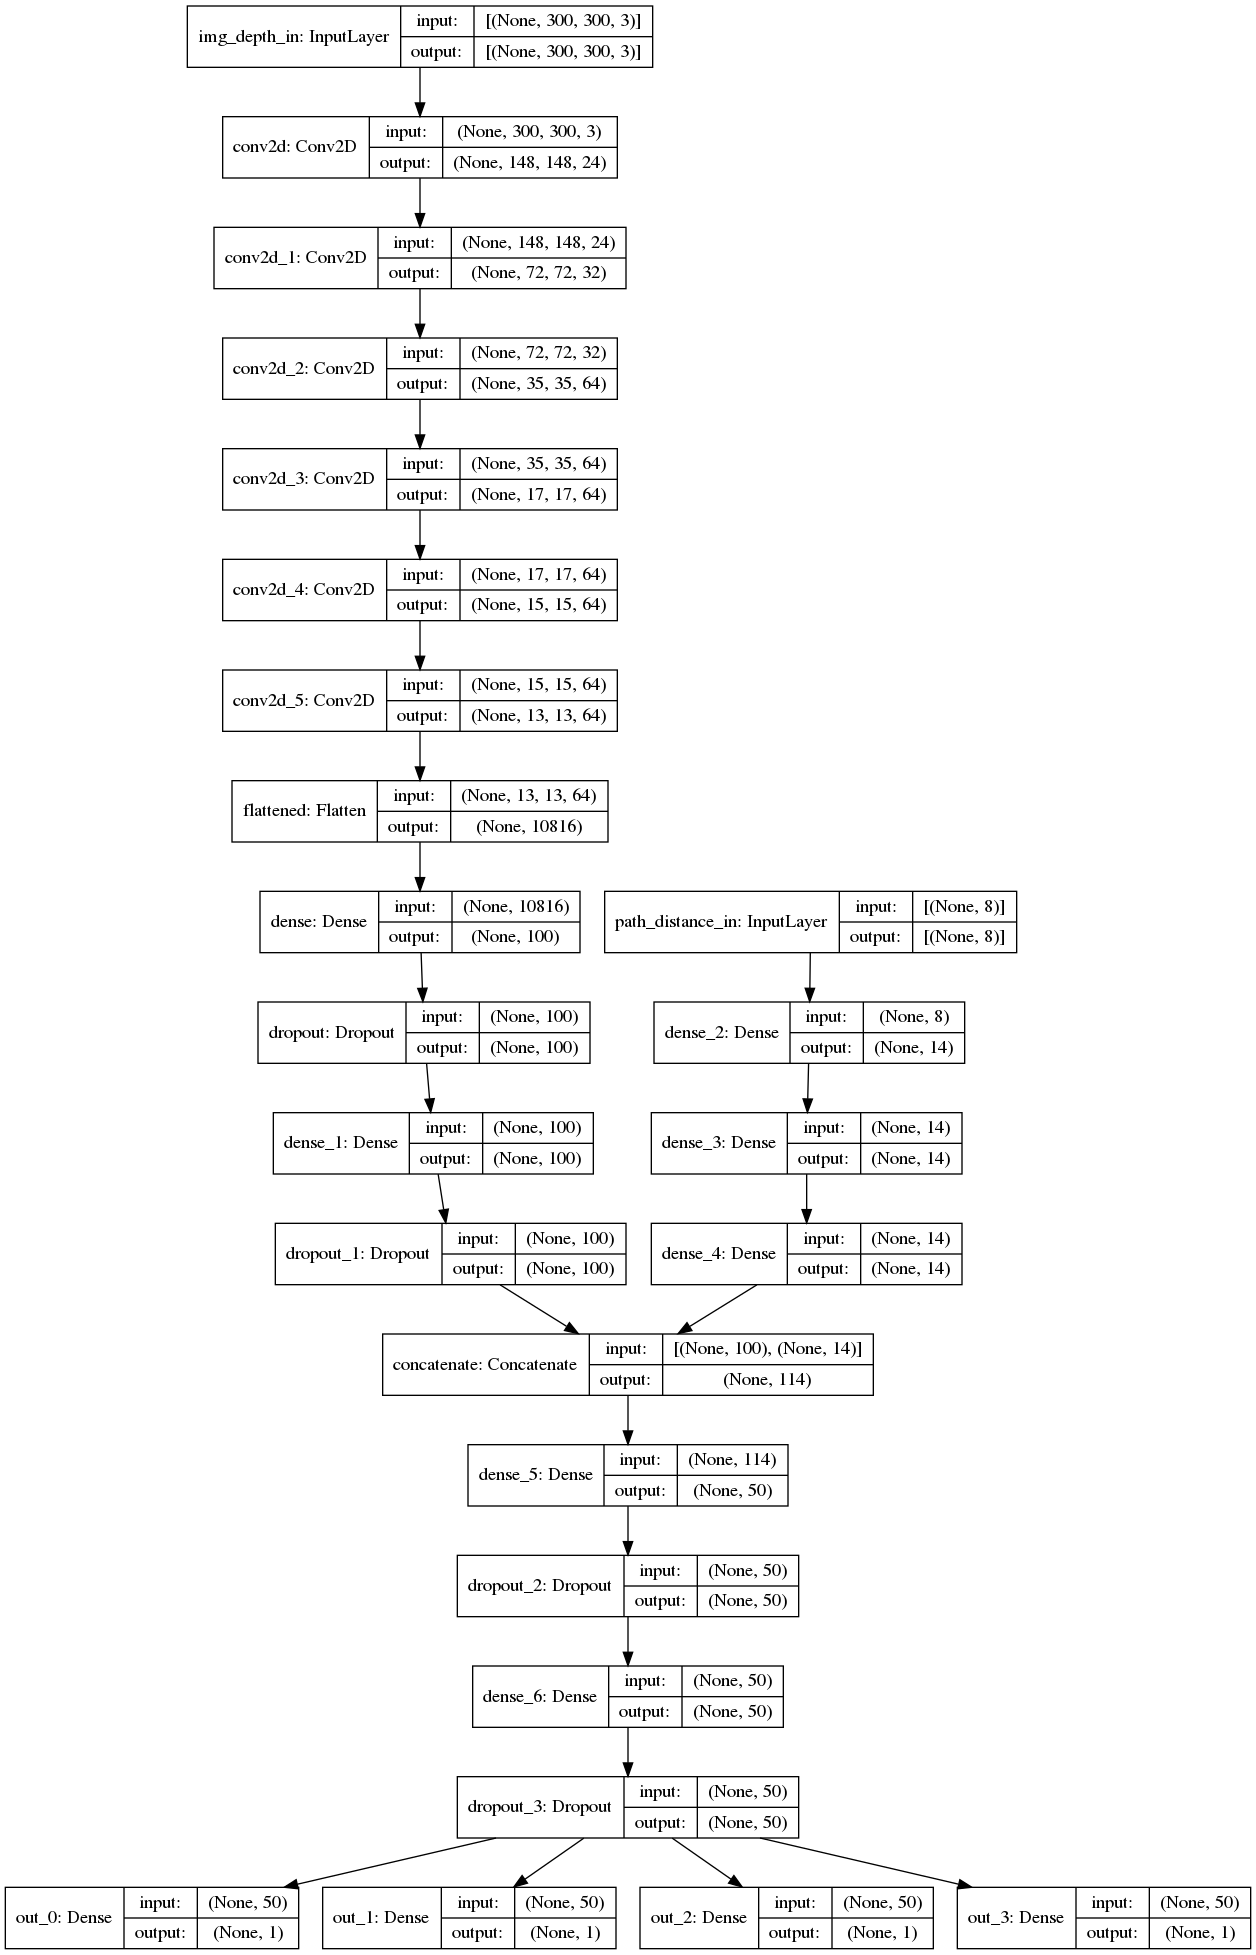 img_depth_in: InputLayer
input: [(None, 300, 300, 3)]
output: [(None, 300, 300, 3)]
conv2d: Conv2D
input: (None, 300, 300, 3)
output: (None, 148, 148, 24)
conv2d_1: Conv2D
input: (None, 148, 148, 24)
output: (None, 72, 72, 32)
conv2d_2: Conv2D
input: (None, 72, 72, 32)
output: (None, 35, 35, 64)
conv2d_3: Conv2D
input: (None, 35, 35, 64)
output: (None, 17, 17, 64)
conv2d_4: Conv2D
input: (None, 17, 17, 64)
output: (None, 15, 15, 64)
conv2d_5: Conv2D
input: (None, 15, 15, 64)
output: (None, 13, 13, 64)
flattened: Flatten
input: (None, 13, 13, 64)
output: (None, 10816)
dense: Dense
input: (None, 10816)
output: (None, 100)
path_distance_in: InputLayer
input: [(None, 8)]
output: [(None, 8)]
dropout: Dropout
input: (None, 100)
output: (None, 100)
dense_2: Dense
input: (None, 8)
output: (None, 14)
dense_1: Dense
input: (None, 100)
output: (None, 100)
dense_3: Dense
input: (None, 14)
output: (None, 14)
dropout_1: Dropout
input: (None, 100)
output: (None, 100)
dense_4: Dense
input: (None, 14)
output: (None, 14)
concatenate: Concatenate
input: [(None, 100), (None, 14)]
output: (None, 114)
dense_5: Dense
input: (None, 114)
output: (None, 50)
dropout_2: Dropout
input: (None, 50)
output: (None, 50)
dense_6: Dense
input: (None, 50)
output: (None, 50)
dropout_3: Dropout
input: (None, 50)
output: (None, 50)
out_0: Dense
input: (None, 50)
output: (None, 1)
out_1: Dense
input: (None, 50)
output: (None, 1)
out_2: Dense
input: (None, 50)
output: (None, 1)
out_3: Dense
input: (None, 50)
output: (None, 1)